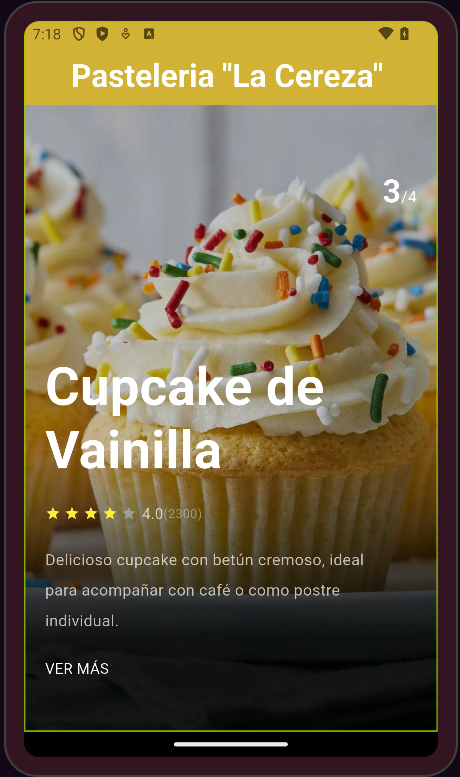 7:18
Pasteleria "La Cereza"
3/4
Cupcake de
Vainilla
4.0(2300)
Delicioso cupcake con betún cremoso, ideal
para acompañar con café o como postre
individual.
VER MÁS